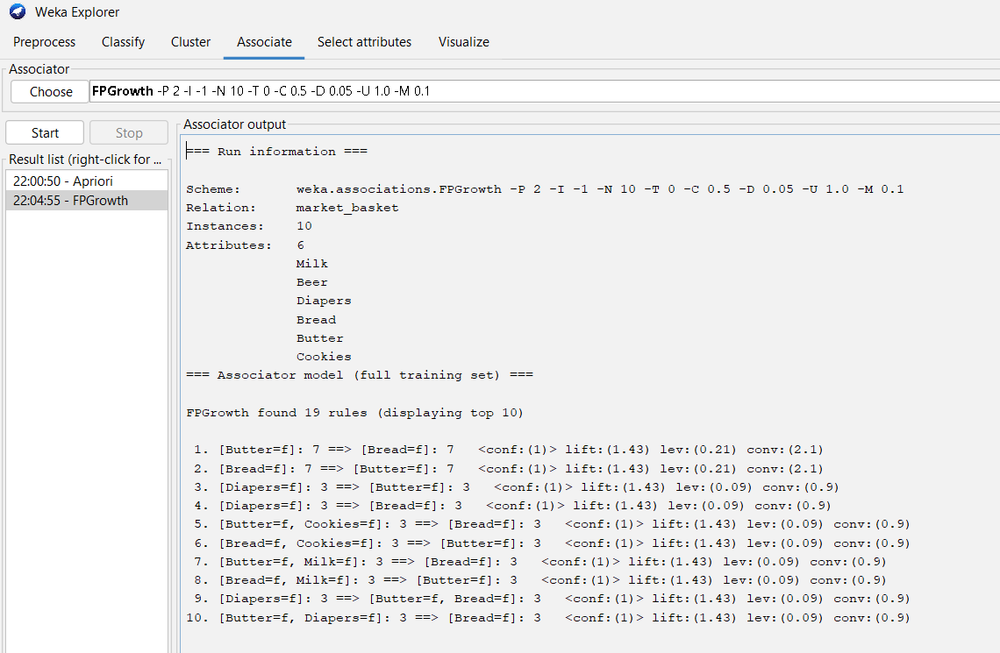 Weka Explorer
Preprocess Classify Cluster Associate Select attributes Visualize
Associator
Choose FPGrowth -P 2 -I -1 -N 10 -T 0 -C 0.5 -D 0.05 -U 1.0 -M 0.1
Start Stop
Result list (right-click for ...
22:00:50 - Apriori
22:04:55 - FPGrowth
Associator output
=== Run information ===
Scheme: weka.associations.FPGrowth -P 2 -I -1 -N 10 -T 0 -C 0.5 -D 0.05 -U 1.0 -M 0.1
Relation: market_basket
Instances: 10
Attributes: 6
Milk
Beer
Diapers
Bread
Butter
Cookies
=== Associator model (full training set) ===
FPGrowth found 19 rules (displaying top 10)
1. [Butter=f]: 7 ==> [Bread=f]: 7 <conf:(1)> lift:(1.43) lev:(0.21) conv:(2.1)
2. [Bread=f]: 7 ==> [Butter=f]: 7 <conf:(1)> lift:(1.43) lev:(0.21) conv:(2.1)
3. [Diapers=f]: 3 ==> [Butter=f]: 3 <conf:(1)> lift:(1.43) lev:(0.09) conv:(0.9)
4. [Diapers=f]: 3 ==> [Bread=f]: 3 <conf:(1)> lift:(1.43) lev:(0.09) conv:(0.9)
5. [Butter=f, Cookies=f]: 3 ==> [Bread=f]: 3 <conf:(1)> lift:(1.43) lev:(0.09) conv:(0.9)
6. [Bread=f, Cookies=f]: 3 ==> [Butter=f]: 3 <conf:(1)> lift:(1.43) lev:(0.09) conv:(0.9)
7. [Butter=f, Milk=f]: 3 ==> [Bread=f]: 3 <conf:(1)> lift:(1.43) lev:(0.09) conv:(0.9)
8. [Bread=f, Milk=f]: 3 ==> [Butter=f]: 3 <conf:(1)> lift:(1.43) lev:(0.09) conv:(0.9)
9. [Diapers=f]: 3 ==> [Butter=f, Bread=f]: 3 <conf:(1)> lift:(1.43) lev:(0.09) conv:(0.9)
10. [Butter=f, Diapers=f]: 3 ==> [Bread=f]: 3 <conf:(1)> lift:(1.43) lev:(0.09) conv:(0.9)